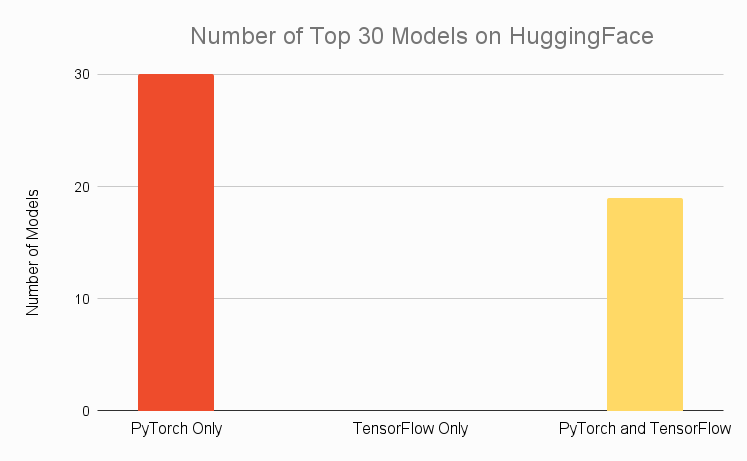 Number of Top 30 Models on HuggingFace
30
20
10
0
Number of Models
PyTorch Only
TensorFlow Only
PyTorch and TensorFlow